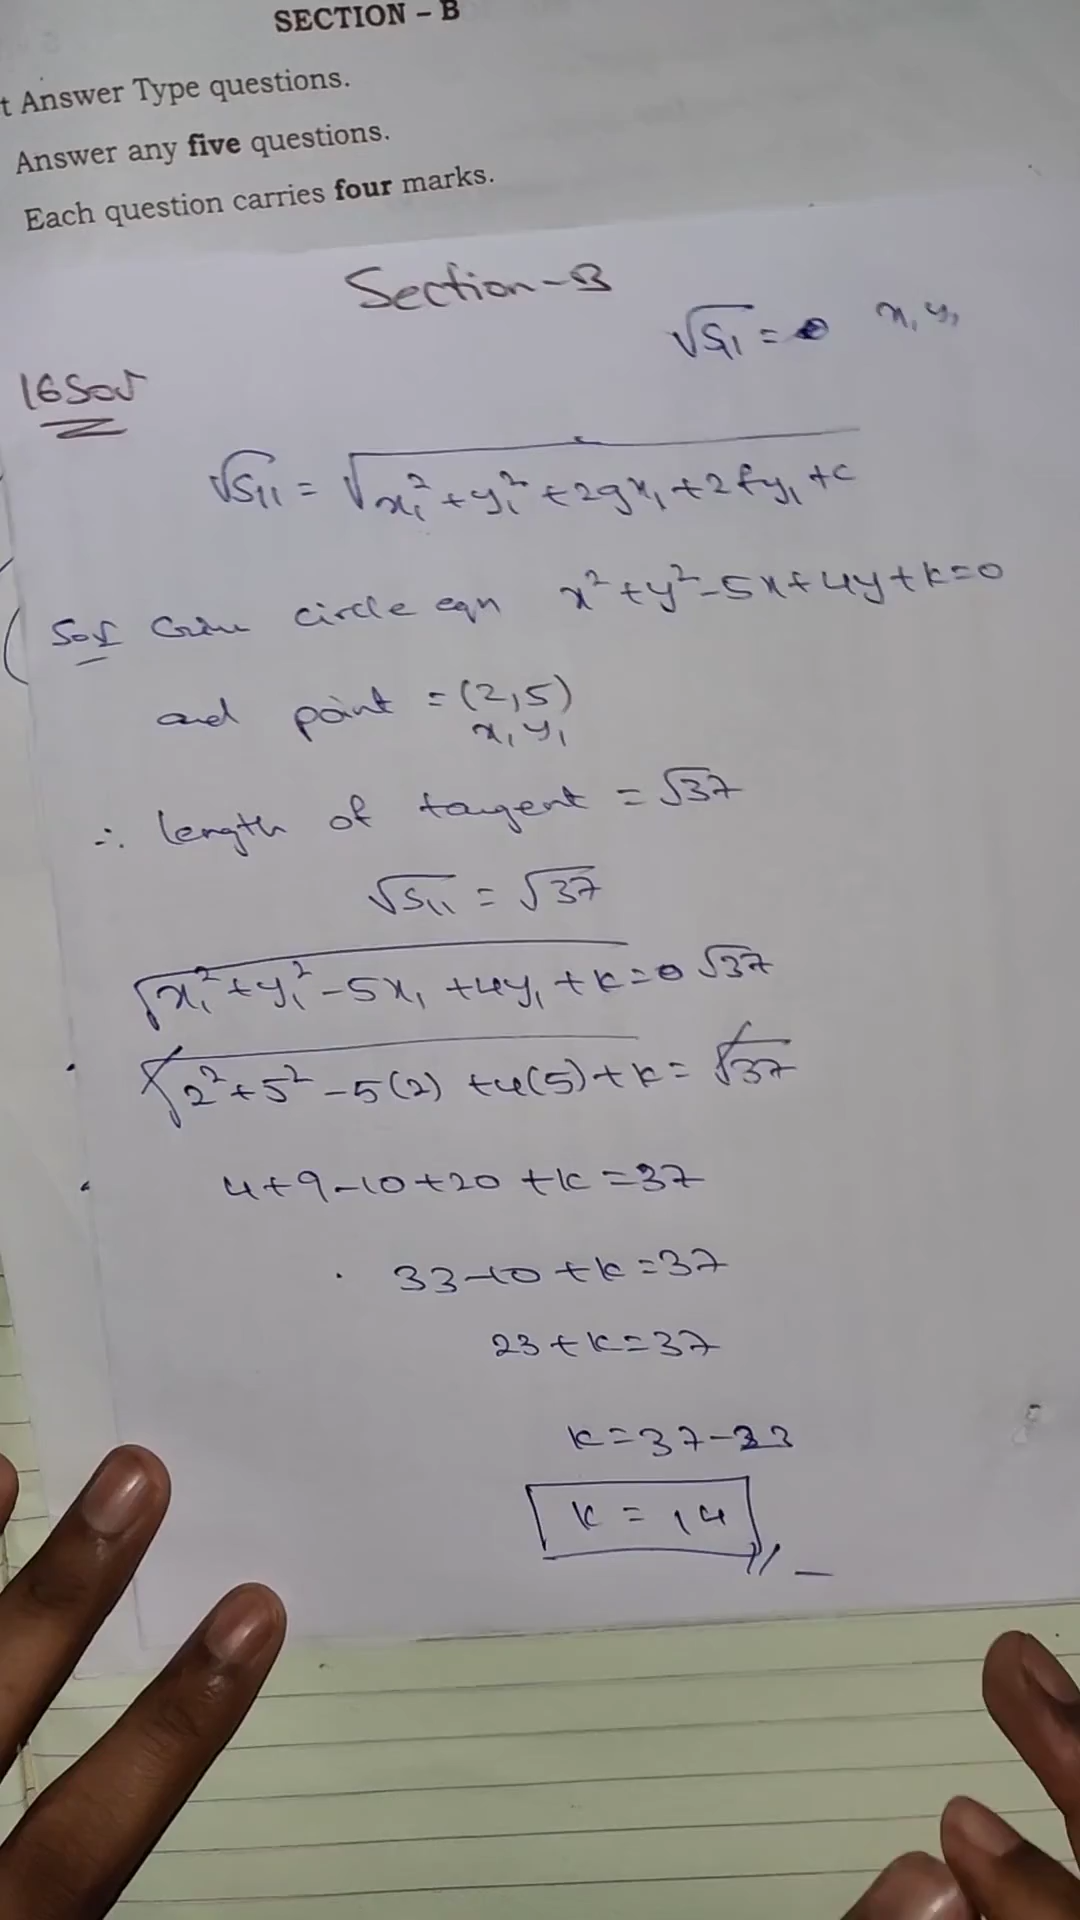 SECTION – B
t Answer Type questions.
Answer any five questions.
Each question carries four marks.
Section-B
√S₁₁ = 0 x₁ y₁
16 Sol
√S₁₁ = √x₁² + y₁² + 2gx₁ + 2fy₁ + c
Sol Given circle eqn x² + y² - 5x + 4y + k = 0
and point = (2,5)
x₁ y₁
∴ length of tangent = √37
√S₁₁ = √37
√x₁² + y₁² - 5x₁ + 4y₁ + k = √37
√2² + 5² - 5(2) + 4(5) + k = √37
4 + 9 - 10 + 20 + k = 37
33 - 10 + k = 37
23 + k = 37
k = 37 - 23
k = 14